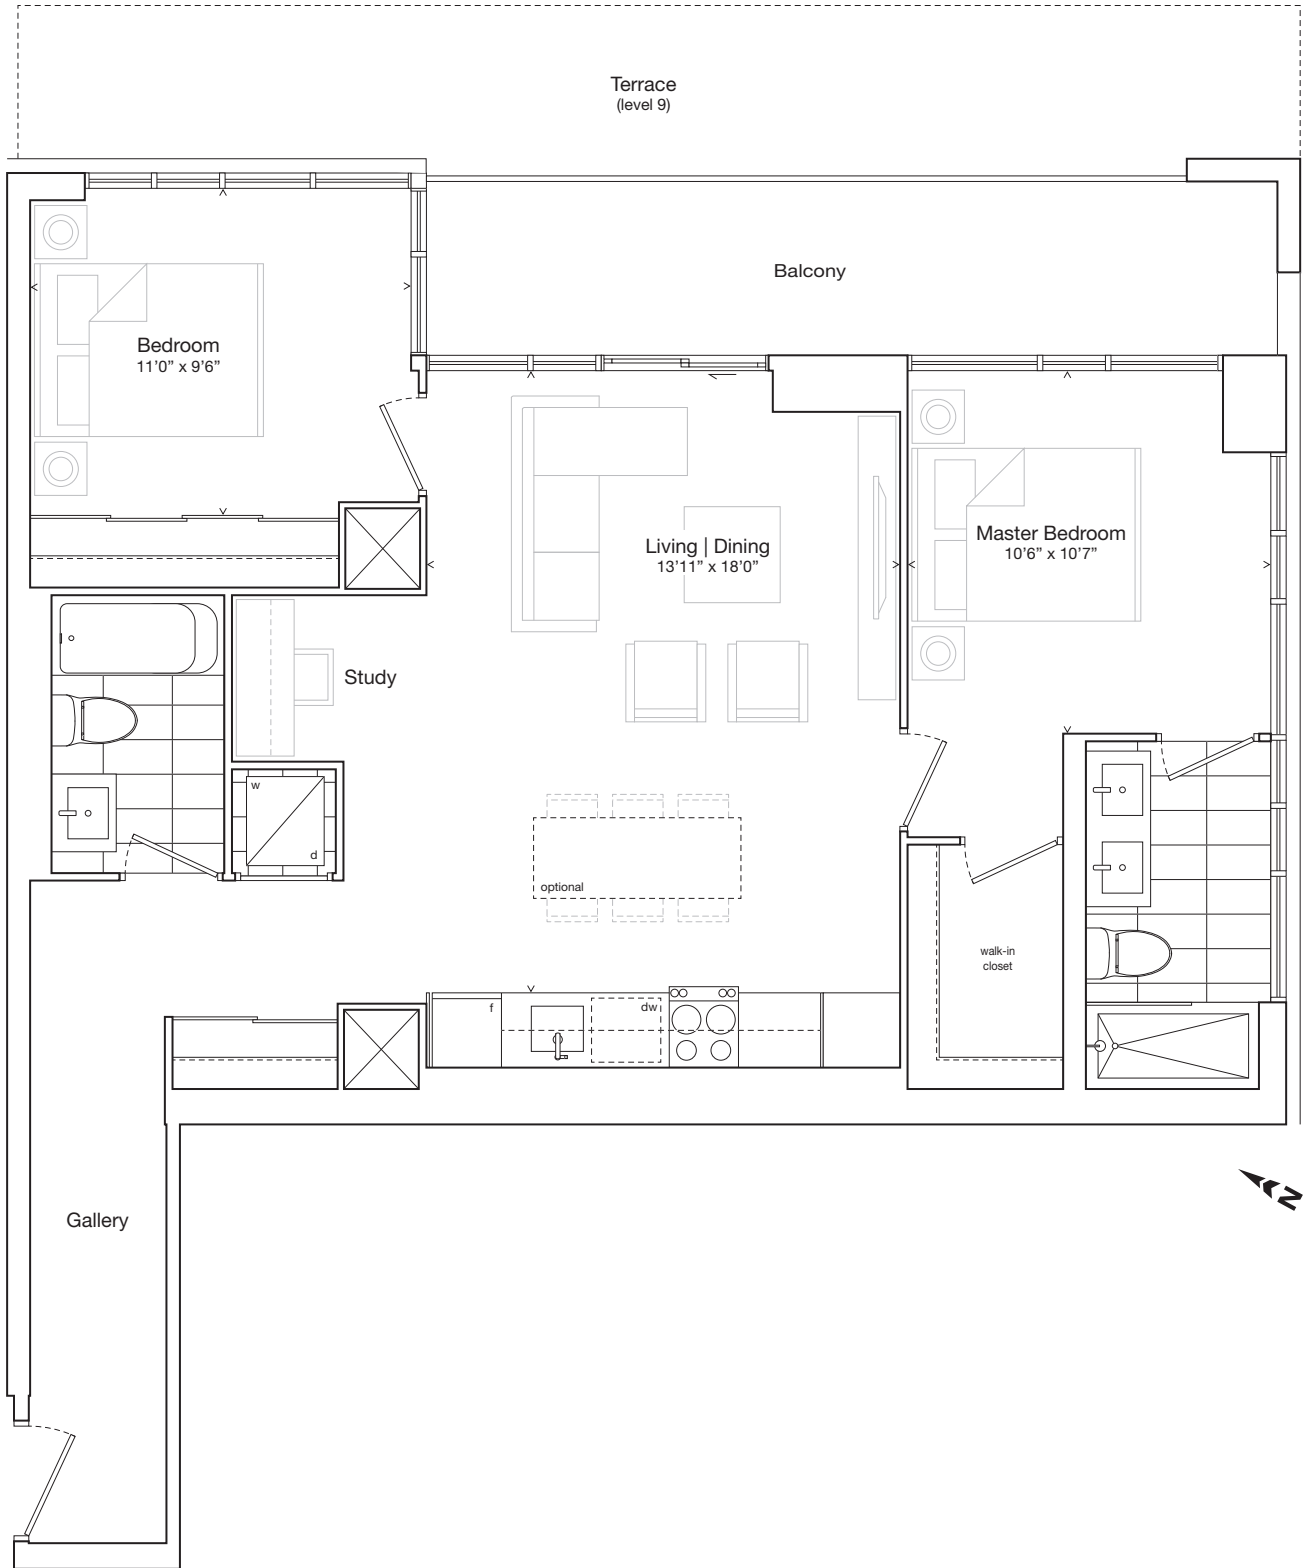 Terrace
(level 9)
Balcony
Bedroom
11’0” x 9’6”
Living | Dining
13’11” x 18’0”
Master Bedroom
10’6” x 10’7”
Study
w
d
optional
walk-in
closet
f
dw
Gallery
N